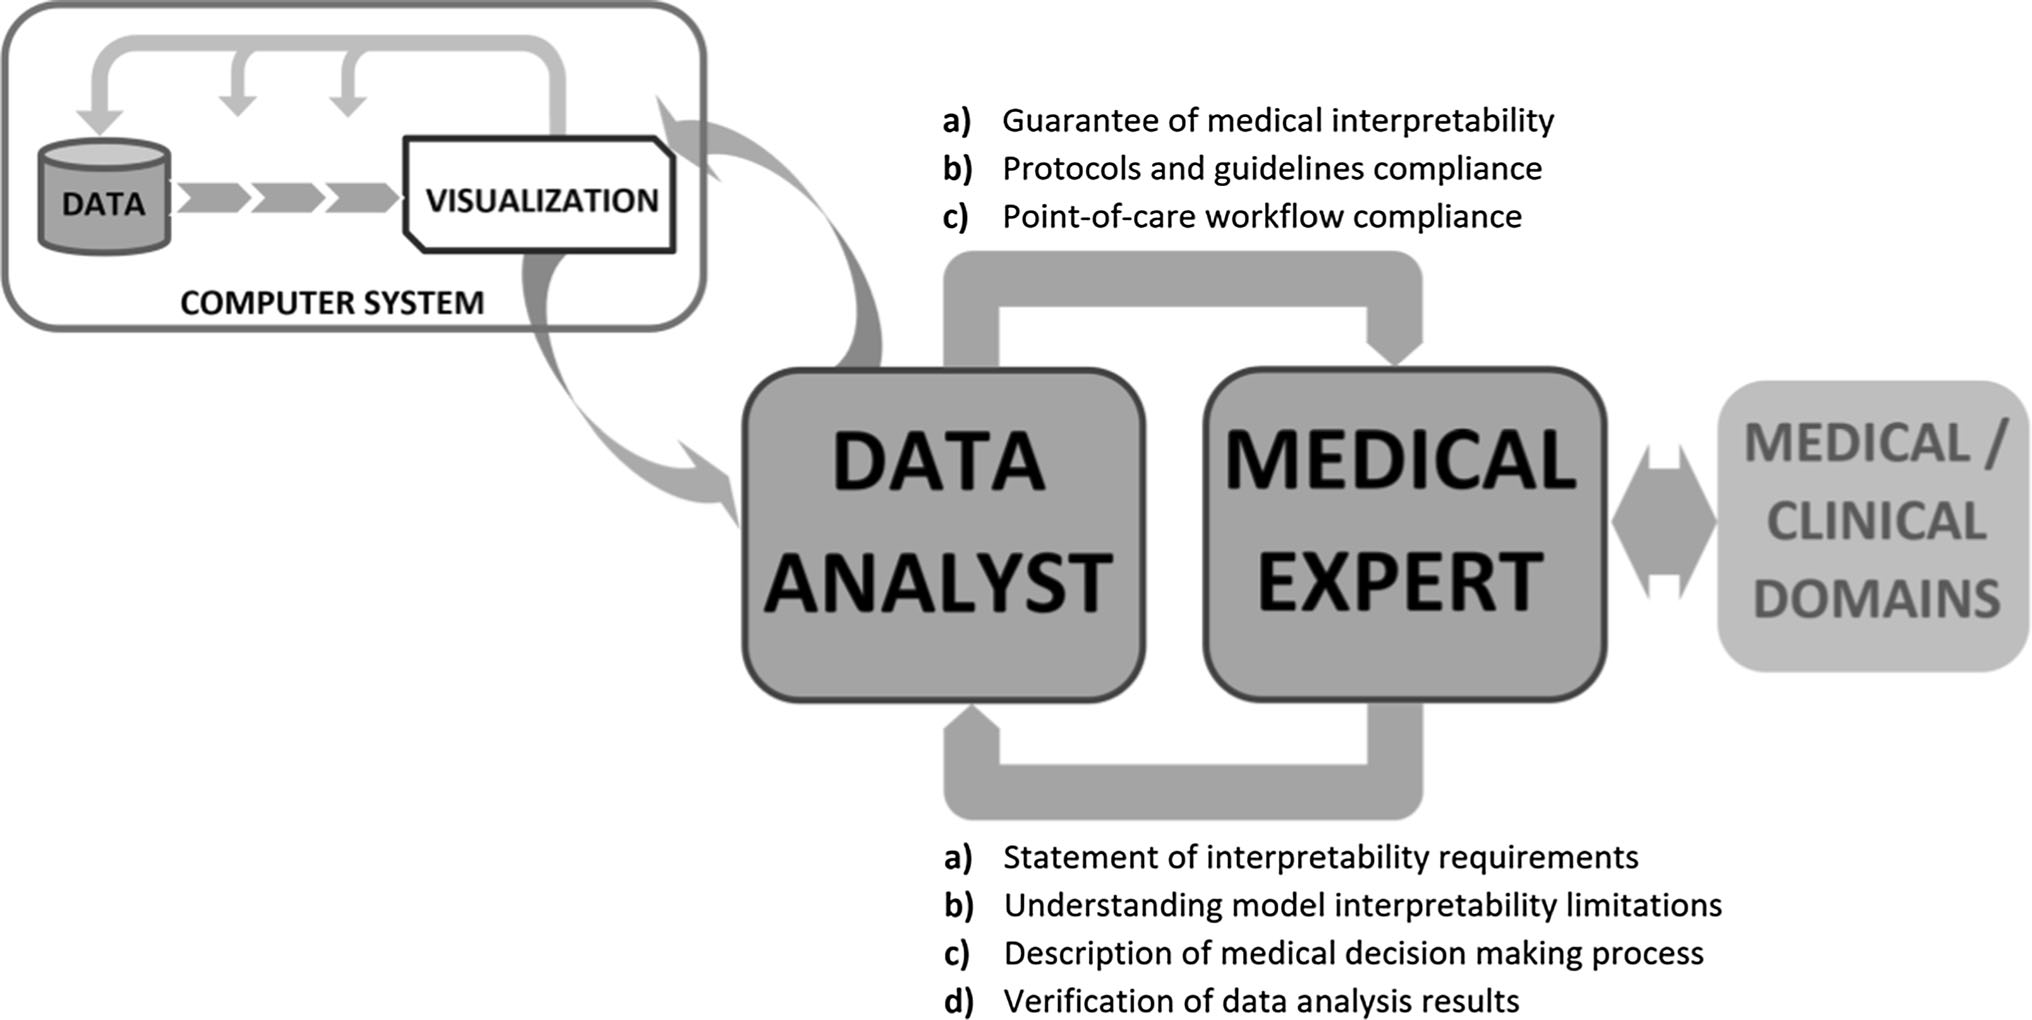 DATA
VISUALIZATION
COMPUTER SYSTEM
a) Guarantee of medical interpretability
b) Protocols and guidelines compliance
c) Point-of-care workflow compliance
DATA
ANALYST
MEDICAL
EXPERT
MEDICAL /
CLINICAL
DOMAINS
a) Statement of interpretability requirements
b) Understanding model interpretability limitations
c) Description of medical decision making process
d) Verification of data analysis results